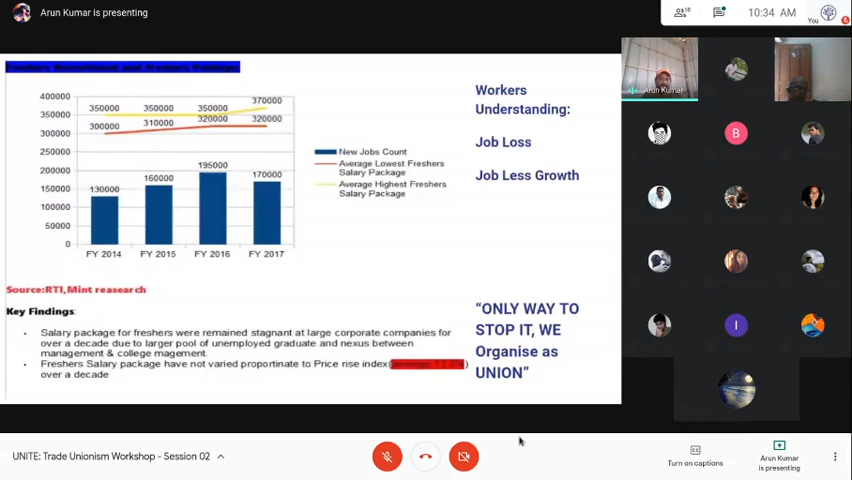 Arun Kumar is presenting
18
10:34 AM
You
Freshers Recruitment and Freshers Package
400000
350000
300000
250000
200000
150000
100000
50000
0
350000 350000 350000 370000
300000 310000 320000 320000
130000 160000 195000 170000
FY 2014 FY 2015 FY 2016 FY 2017
New Jobs Count
Average Lowest Freshers
Salary Package
Average Highest Freshers
Salary Package
Source:RTI,Mint reasearch
Key Findings:
Salary package for freshers were remained stagnant at large corporate companies for
over a decade due to larger pool of unemployed graduate and nexus between
management & college magement.
Freshers Salary package have not varied proportinate to Price rise index(
)
over a decade
Workers
Understanding:
Job Loss
Job Less Growth
“ONLY WAY TO
STOP IT, WE
Organise as
UNION”
Arun Kumar
B
I
UNITE: Trade Unionism Workshop - Session 02
Turn on captions
Arun Kumar
is presenting